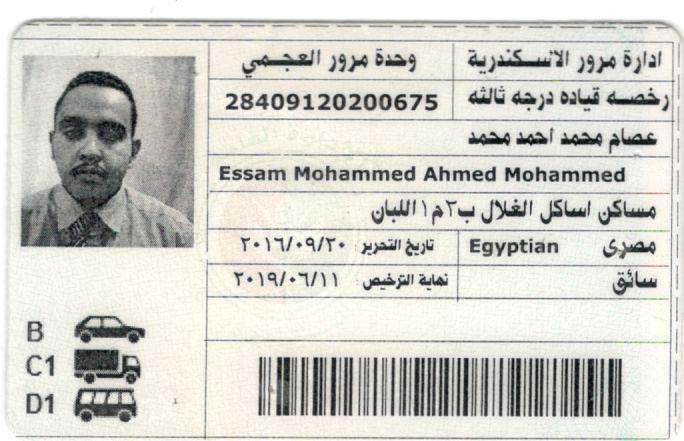 ادارة مرور الاسكندرية وحدة مرور العجمي
رخصه قياده درجه ثالثه 28409120200675
عصام محمد احمد محمد
Essam Mohammed Ahmed Mohammed
مساكن اساكل الغلال ب٢م١ اللبان
مصرى Egyptian تاريخ التحرير ٢٠١٦/٠٩/٢٠
سائق نهاية الترخيص ٢٠١٩/٠٦/١١
B
C1
D1